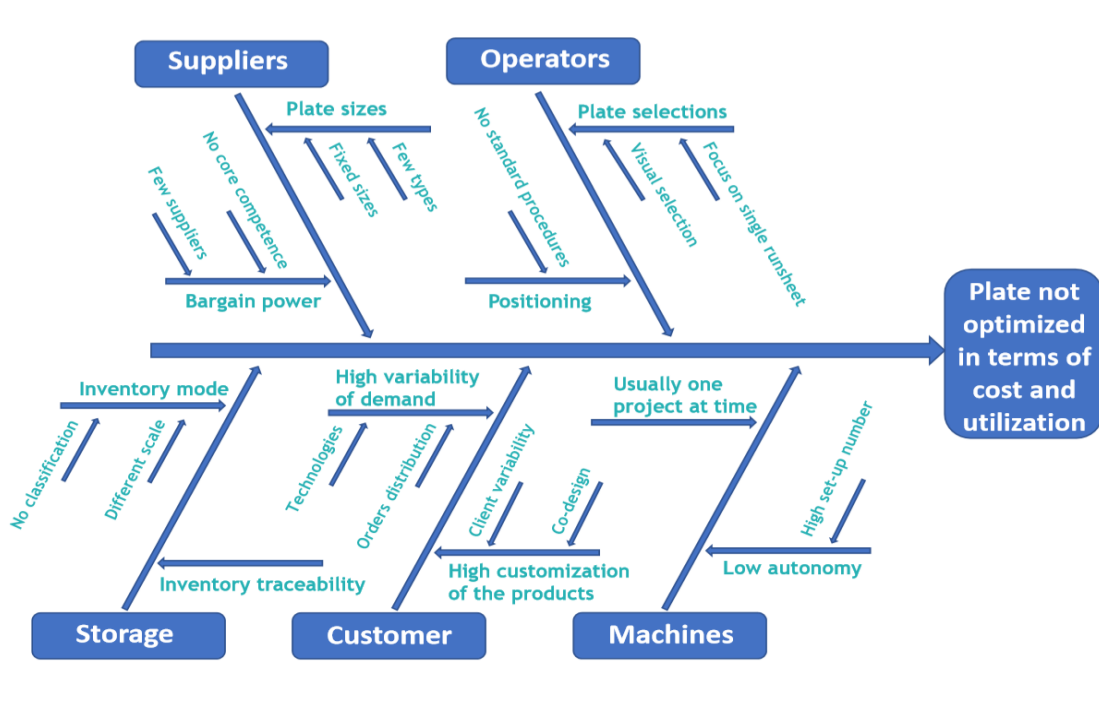 Suppliers
Operators
Plate sizes
Plate selections
No core competence
Few suppliers
Fixed sizes
Few types
No standard procedures
Visual selection
Focus on single runsheet
Bargain power
Positioning
Plate not
optimized
in terms of
cost and
utilization
Inventory mode
High variability
of demand
Usually one
project at time
No classification
Different scale
Technologies
Orders distribution
Client variability
Co-design
High set-up number
Inventory traceability
High customization
of the products
Low autonomy
Storage
Customer
Machines